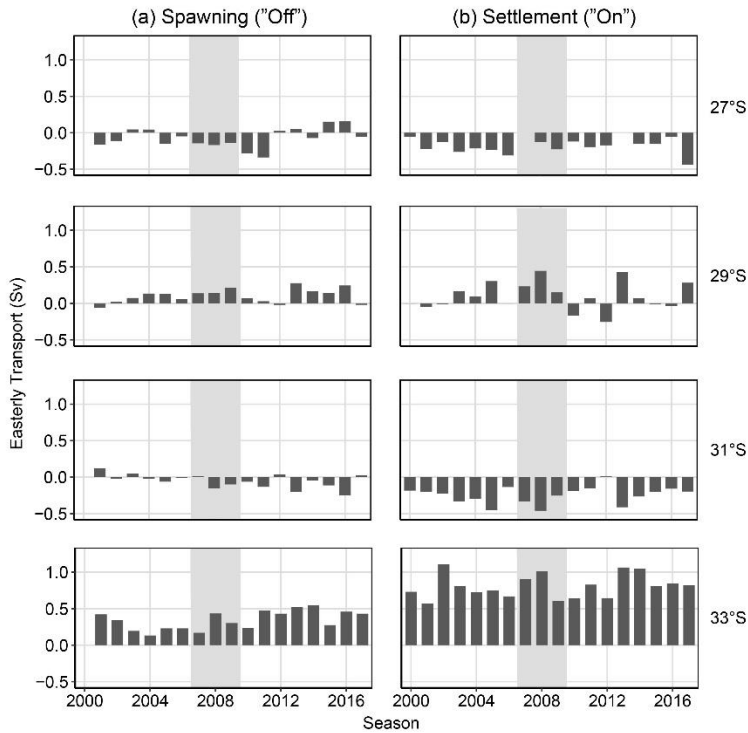 (a) Spawning (”Off”)
(b) Settlement (”On”)
1.0
0.5
0.0
−0.5
27°S
1.0
0.5
0.0
−0.5
29°S
1.0
0.5
0.0
−0.5
31°S
1.0
0.5
0.0
−0.5
33°S
Easterly Transport (Sv)
2000 2004 2008 2012 2016
2000 2004 2008 2012 2016
Season